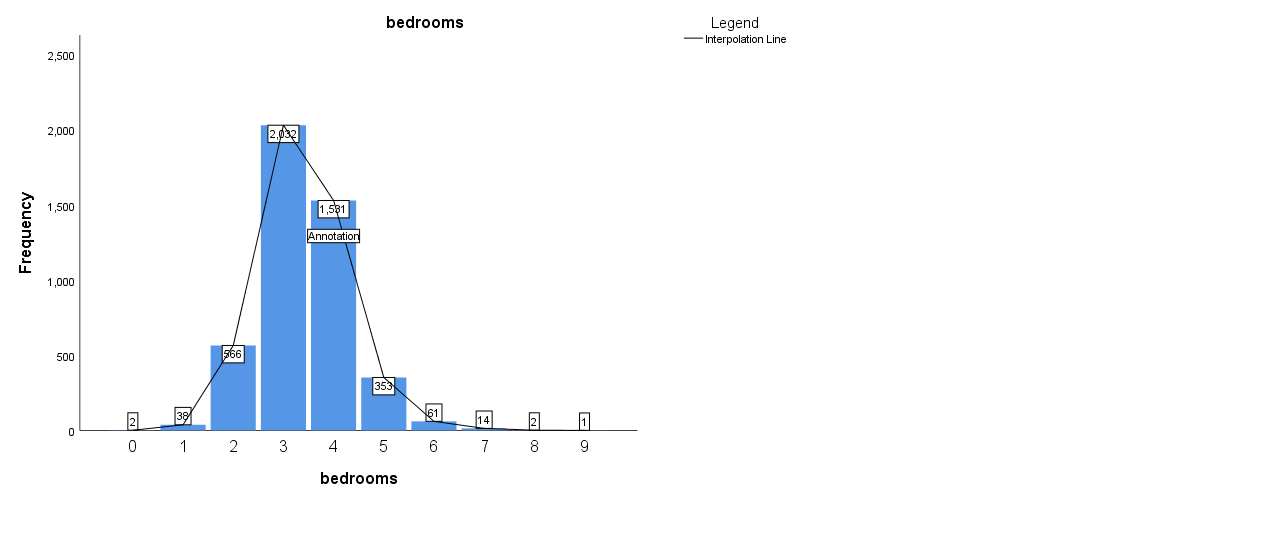 bedrooms
Legend
Interpolation Line
2,500
2,000
1,500
1,000
500
0
Frequency
2
38
566
2,032
1,531
Annotation
353
61
14
2
1
0 1 2 3 4 5 6 7 8 9
bedrooms